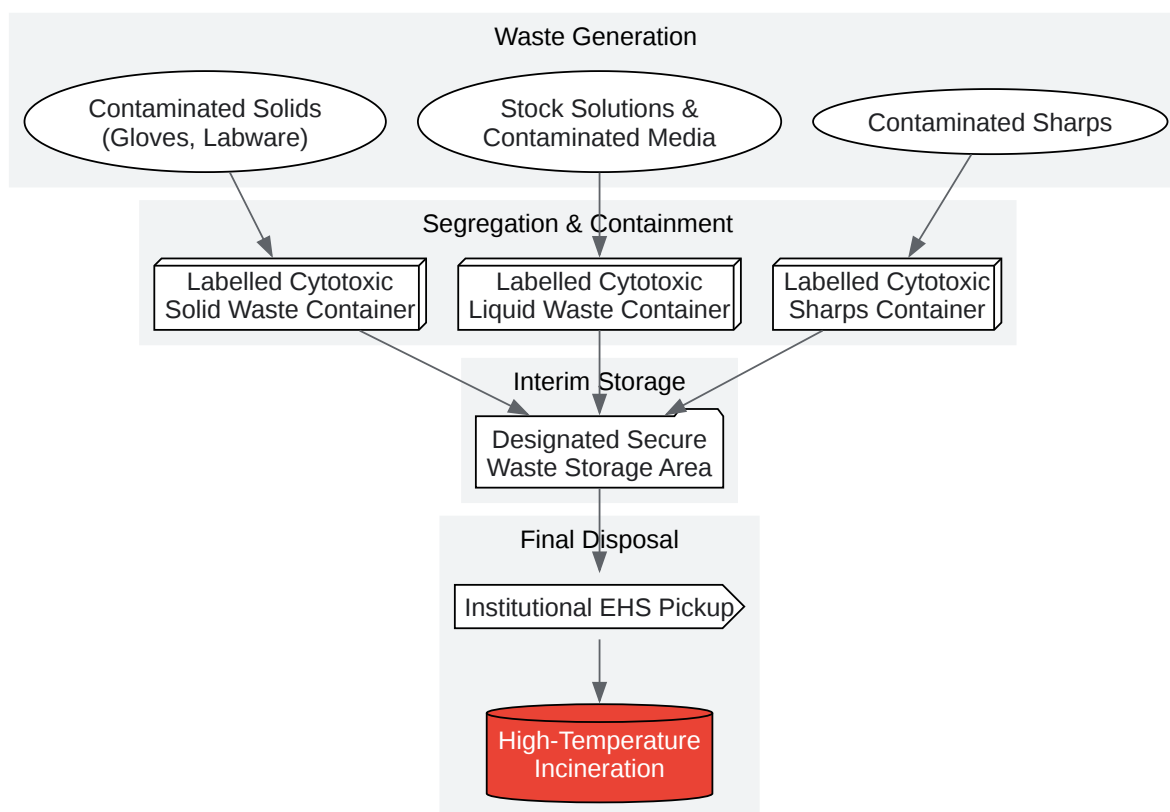 Waste Generation
Contaminated Solids
(Gloves, Labware)
Stock Solutions &
Contaminated Media
Contaminated Sharps
Segregation & Containment
Labelled Cytotoxic
Solid Waste Container
Labelled Cytotoxic
Liquid Waste Container
Labelled Cytotoxic
Sharps Container
Interim Storage
Designated Secure
Waste Storage Area
Final Disposal
Institutional EHS Pickup
High-Temperature
Incineration